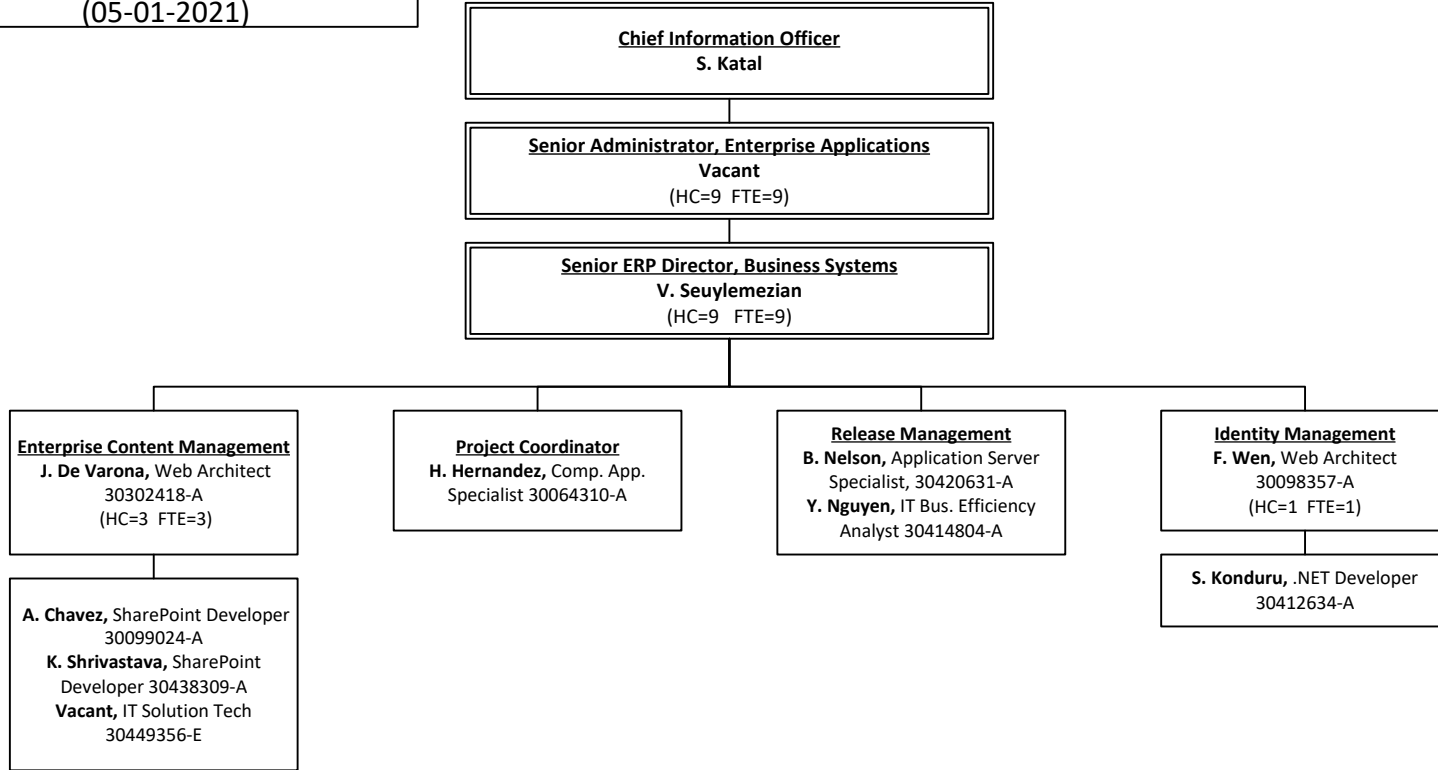 (05-01-2021)
Chief Information Officer
S. Katal
Senior Administrator, Enterprise Applications
Vacant
(HC=9 FTE=9)
Senior ERP Director, Business Systems
V. Seuylemezian
(HC=9 FTE=9)
Enterprise Content Management
J. De Varona, Web Architect
30302418-A
(HC=3 FTE=3)
Project Coordinator
H. Hernandez, Comp. App.
Specialist 30064310-A
Release Management
B. Nelson, Application Server
Specialist, 30420631-A
Y. Nguyen, IT Bus. Efficiency
Analyst 30414804-A
Identity Management
F. Wen, Web Architect
30098357-A
(HC=1 FTE=1)
A. Chavez, SharePoint Developer
30099024-A
K. Shrivastava, SharePoint
Developer 30438309-A
Vacant, IT Solution Tech
30449356-E
S. Konduru, .NET Developer
30412634-A